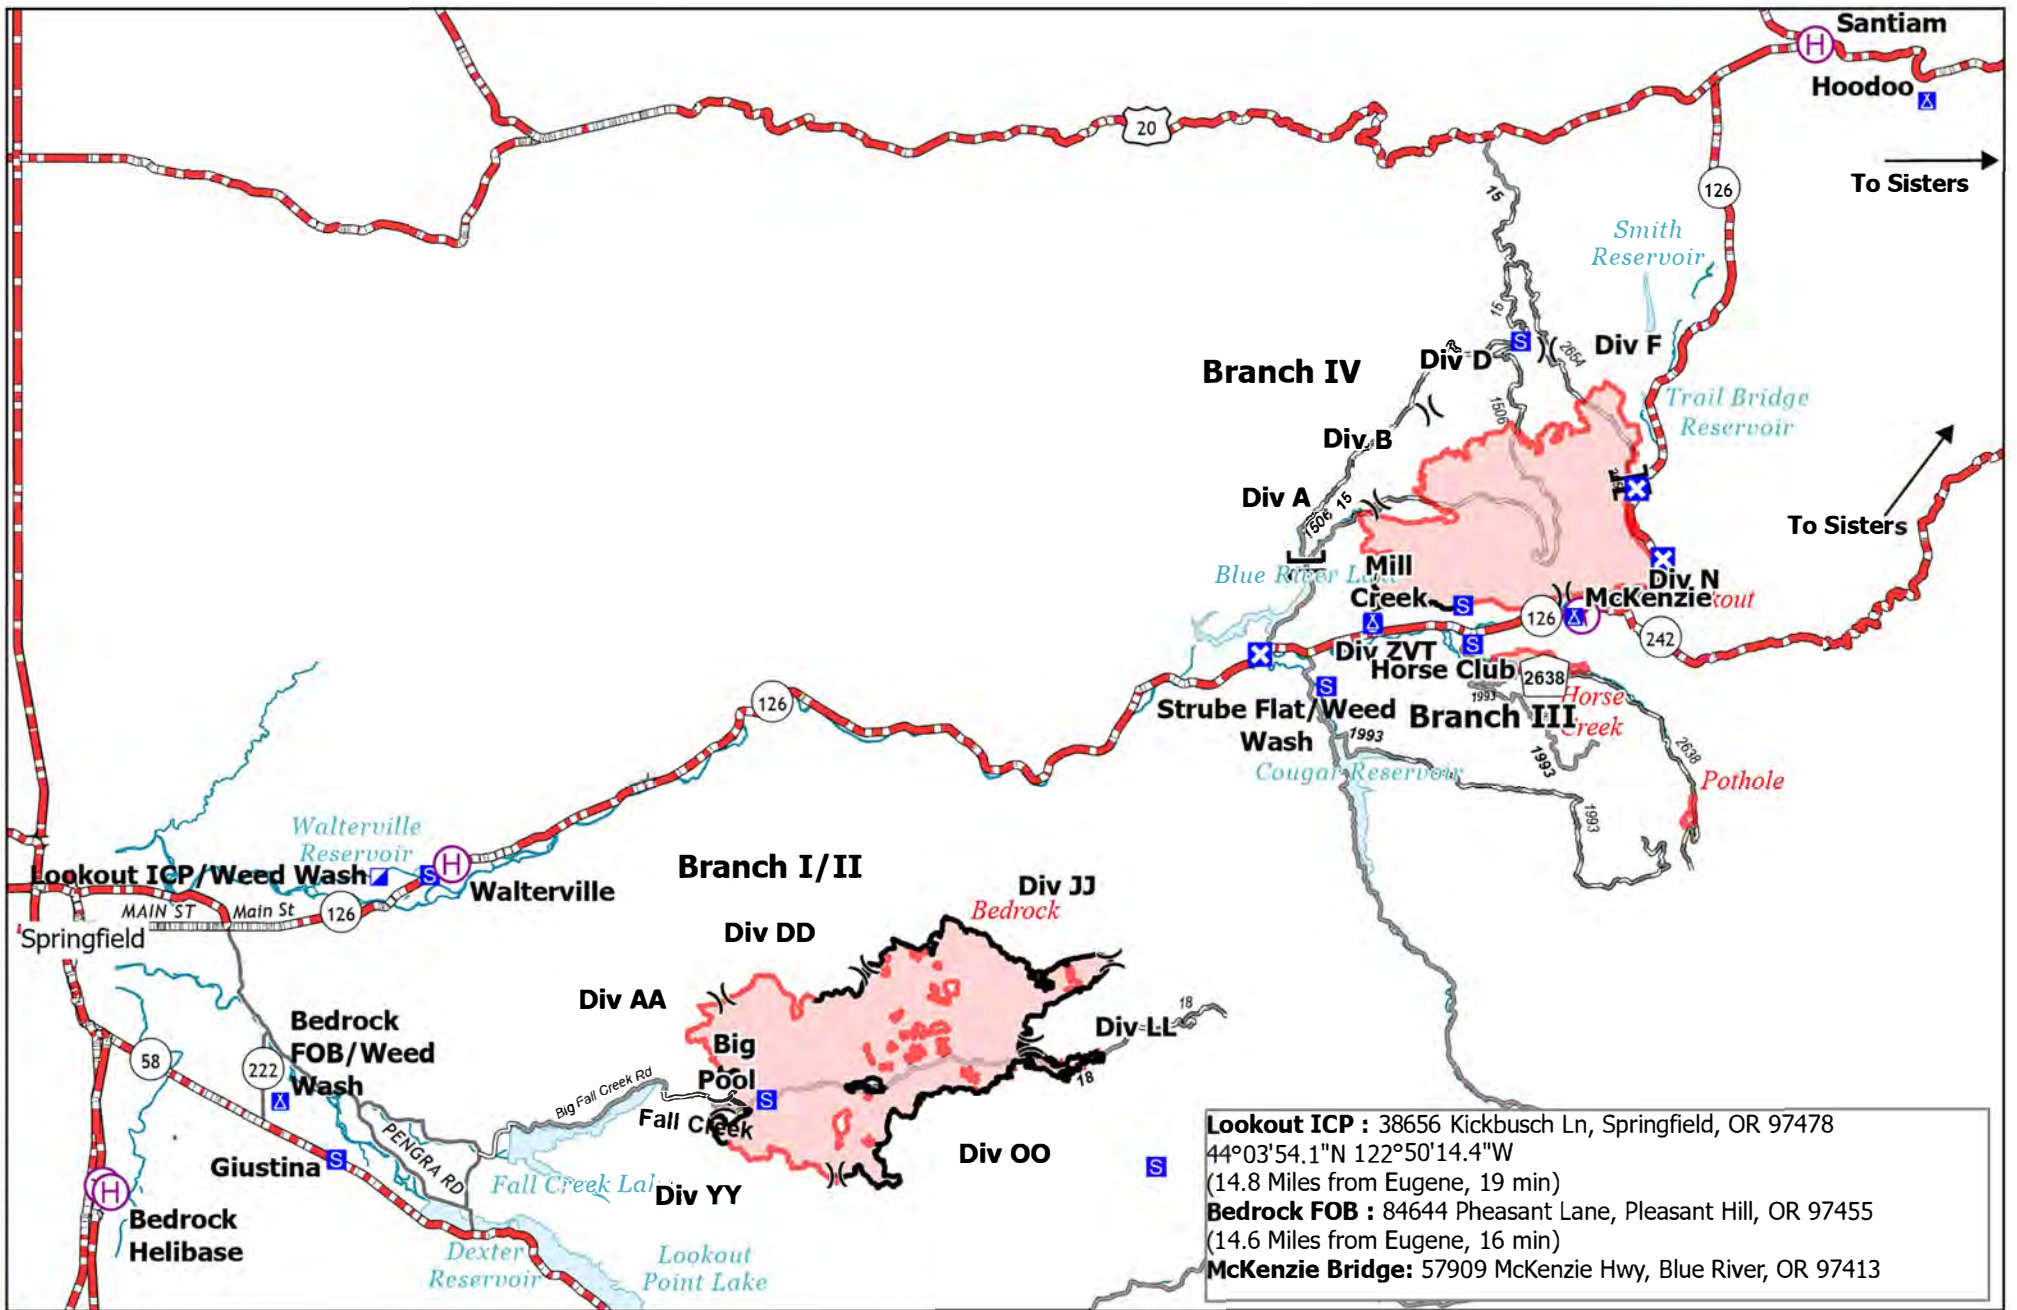 Santiam
H
Hoodoo
20
To Sisters
126
15
Smith
Reservoir
15
Div F
2654
Div D
Branch IV
1506
Trail Bridge
Reservoir
Div B
Div A
1506
15
To Sisters
Mill
Creek
Blue River Lake
Div N
McKenzie
kout
126
242
Div ZVT
Horse Club
2638
1993
Horse
Creek
Strube Flat/Weed
Wash
Branch III
1993
1993
2638
Cougar Reservoir
Pothole
1993
126
Walterville
Reservoir
Lookout ICP/Weed Wash
S
H
Walterville
Branch I/II
Div JJ
Bedrock
MAIN ST
Main St
126
Springfield
Div DD
Div AA
18
Div LL
18
Bedrock
FOB/Weed
Wash
58
222
Big
Pool
S
Big Fall Creek Rd
Fall Creek
PENGRA RD
Giustina
S
Div OO
S
Fall Creek Lak
Div YY
H
Bedrock
Helibase
Dexter
Reservoir
Lookout
Point Lake
Lookout ICP : 38656 Kickbusch Ln, Springfield, OR 97478
44°03'54.1"N 122°50'14.4"W
(14.8 Miles from Eugene, 19 min)
Bedrock FOB : 84644 Pheasant Lane, Pleasant Hill, OR 97455
(14.6 Miles from Eugene, 16 min)
McKenzie Bridge: 57909 McKenzie Hwy, Blue River, OR 97413